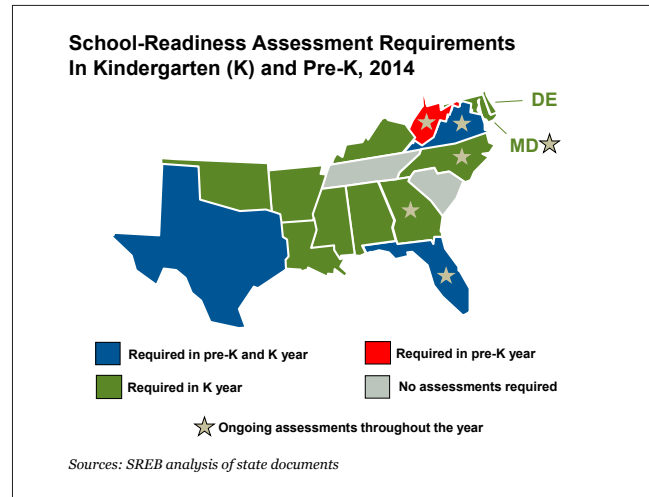 School-Readiness Assessment Requirements
In Kindergarten (K) and Pre-K, 2014
DE
MD
Required in pre-K and K year
Required in pre-K year
Required in K year
No assessments required
Ongoing assessments throughout the year
Sources: SREB analysis of state documents